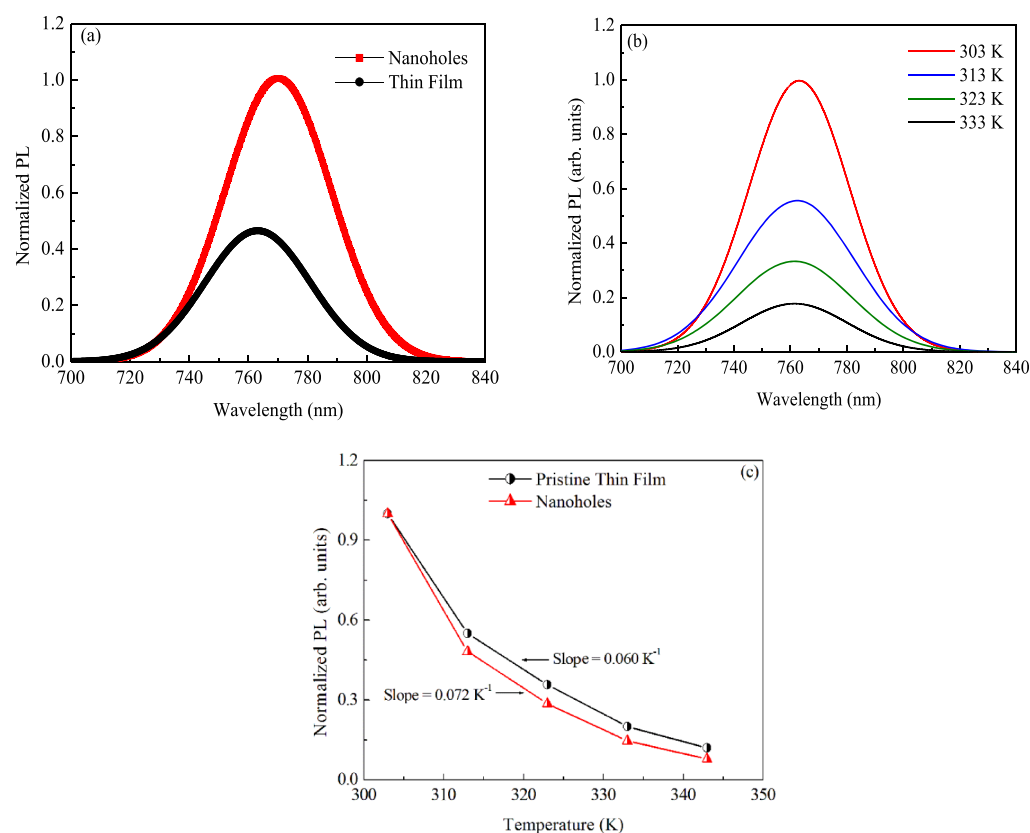 (a)
Nanoholes
Thin Film
Normalized PL
1.2
1.0
0.8
0.6
0.4
0.2
0.0
700 720 740 760 780 800 820 840
Wavelength (nm)
(b)
303 K
313 K
323 K
333 K
Normalized PL (arb. units)
1.2
1.0
0.8
0.6
0.4
0.2
0.0
700 720 740 760 780 800 820 840
Wavelength (nm)
(c)
Pristine Thin Film
Nanoholes
Normalized PL (arb. units)
1.2
0.9
0.6
0.3
0.0
Slope = 0.060 K⁻¹
Slope = 0.072 K⁻¹
300 310 320 330 340 350
Temperature (K)